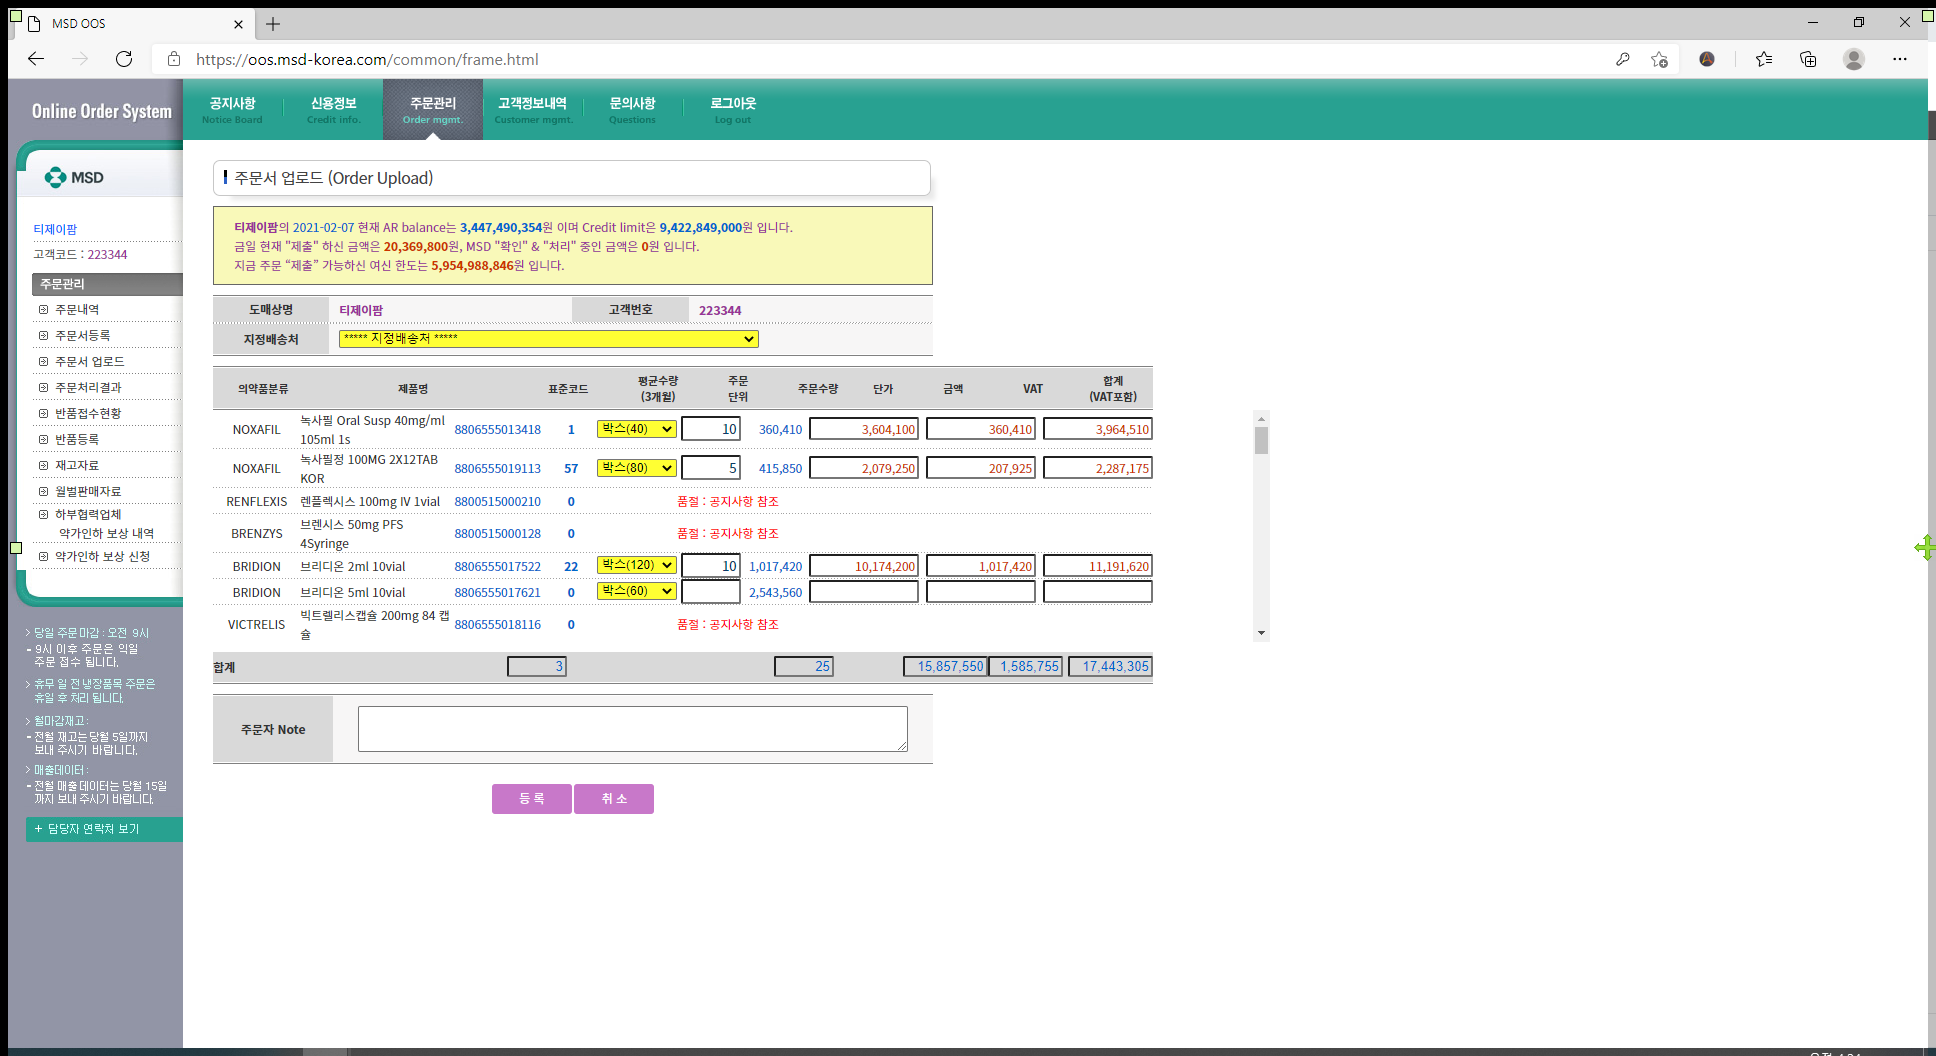 MSD OOS
https://oos.msd-korea.com/common/frame.html
Online Order System
공지사항
Notice Board
신용정보
Credit info.
주문관리
Order mgmt.
고객정보내역
Customer mgmt.
문의사항
Questions
로그아웃
Log out
MSD
티제이팜
고객코드 : 223344
주문관리
주문내역
주문서등록
주문서 업로드
주문처리결과
반품접수현황
반품등록
재고자료
월별판매자료
하부협력업체
약가인하 보상 내역
약가인하 보상 신청
> 당일 주문마감 : 오전 9시
- 9시 이후 주문은 익일
주문 접수 됩니다.
> 휴무 일 전 냉장품목 주문은
휴일 후 처리 됩니다.
> 월마감재고 :
- 전월 재고는 당월 5일까지
보내 주시기 바랍니다.
> 매출데이터 :
- 전월 매출데이터는 당월 15일
까지 보내 주시기 바랍니다.
+ 담당자 연락처 보기
주문서 업로드 (Order Upload)
티제이팜의 2021-02-07 현재 AR balance는 3,447,490,354원 이며 Credit limit은 9,422,849,000원 입니다.
금일 현재 "제출" 하신 금액은 20,369,800원, MSD "확인" & "처리" 중인 금액은 0원 입니다.
지금 주문 “제출” 가능하신 여신 한도는 5,954,988,846원 입니다.
도매상명 티제이팜 고객번호 223344
지정배송처 ***** 지정배송처 *****
의약품분류 제품명 표준코드 평균수량 (3개월) 주문 단위 주문수량 단가 금액 VAT 합계 (VAT포함)
NOXAFIL 녹사필 Oral Susp 40mg/ml 105ml 1s 8806555013418 1 박스(40) 10 360,410 3,604,100 360,410 3,964,510
NOXAFIL 녹사필정 100MG 2X12TAB KOR 8806555019113 57 박스(80) 5 415,850 2,079,250 207,925 2,287,175
RENFLEXIS 렌플렉시스 100mg IV 1vial 8800515000210 0 품절 : 공지사항 참조
BRENZYS 브렌시스 50mg PFS 4Syringe 8800515000128 0 품절 : 공지사항 참조
BRIDION 브리디온 2ml 10vial 8806555017522 22 박스(120) 10 1,017,420 10,174,200 1,017,420 11,191,620
BRIDION 브리디온 5ml 10vial 8806555017621 0 박스(60) 2,543,560
VICTRELIS 빅트렐리스캡슐 200mg 84 캡슐 8806555018116 0 품절 : 공지사항 참조
합계 3 25 15,857,550 1,585,755 17,443,305
주문자 Note
등 록 취 소